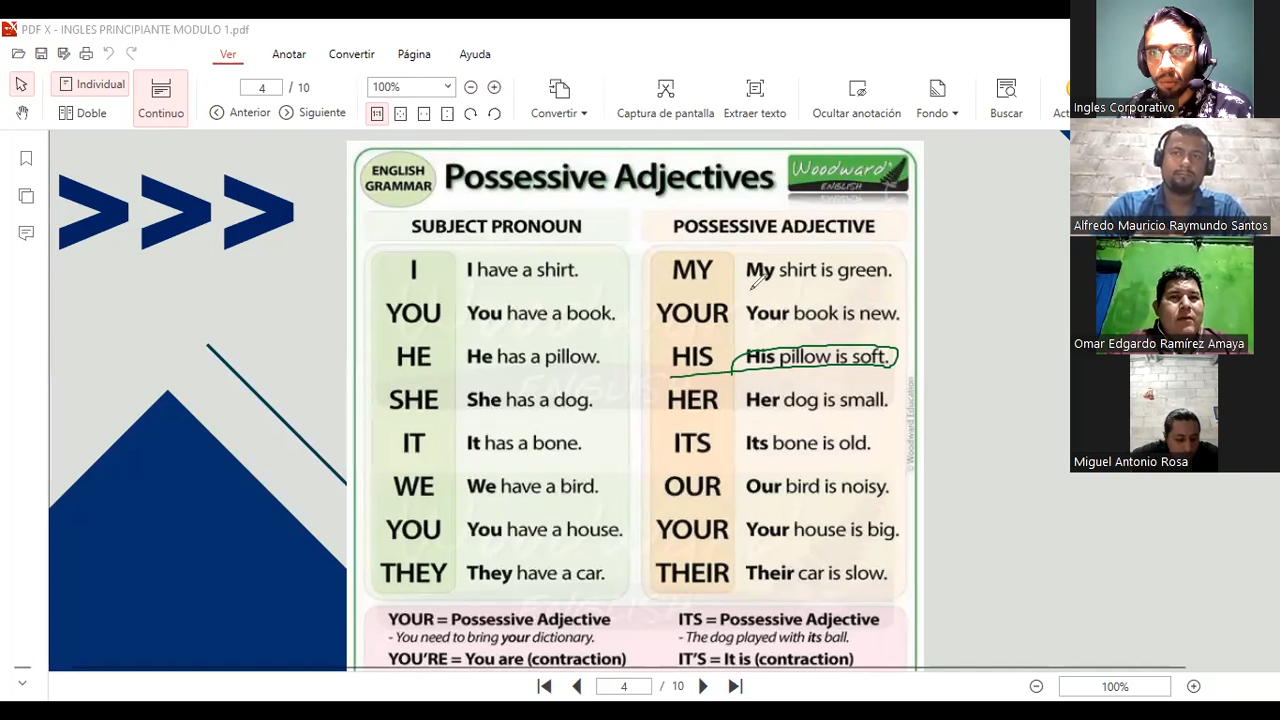 PDF X - INGLES PRINCIPIANTE MODULO 1.pdf
Ver Anotar Convertir Página Ayuda
Individual
Doble
Continuo
4 / 10
Anterior Siguiente
100%
Convertir
Captura de pantalla
Extraer texto
Ocultar anotación
Fondo
Buscar
Ingles Corporativo
Alfredo Mauricio Raymundo Santos
Omar Edgardo Ramírez Amaya
Miguel Antonio Rosa
ENGLISH
GRAMMAR
Possessive Adjectives
Woodward
ENGLISH
SUBJECT PRONOUN POSSESSIVE ADJECTIVE
I I have a shirt. MY My shirt is green.
YOU You have a book. YOUR Your book is new.
HE He has a pillow. HIS His pillow is soft.
SHE She has a dog. HER Her dog is small.
IT It has a bone. ITS Its bone is old.
WE We have a bird. OUR Our bird is noisy.
YOU You have a house. YOUR Your house is big.
THEY They have a car. THEIR Their car is slow.
© Woodward Education
YOUR = Possessive Adjective
- You need to bring your dictionary.
YOU'RE = You are (contraction)
ITS = Possessive Adjective
- The dog played with its ball.
IT'S = It is (contraction)
4 / 10
100%